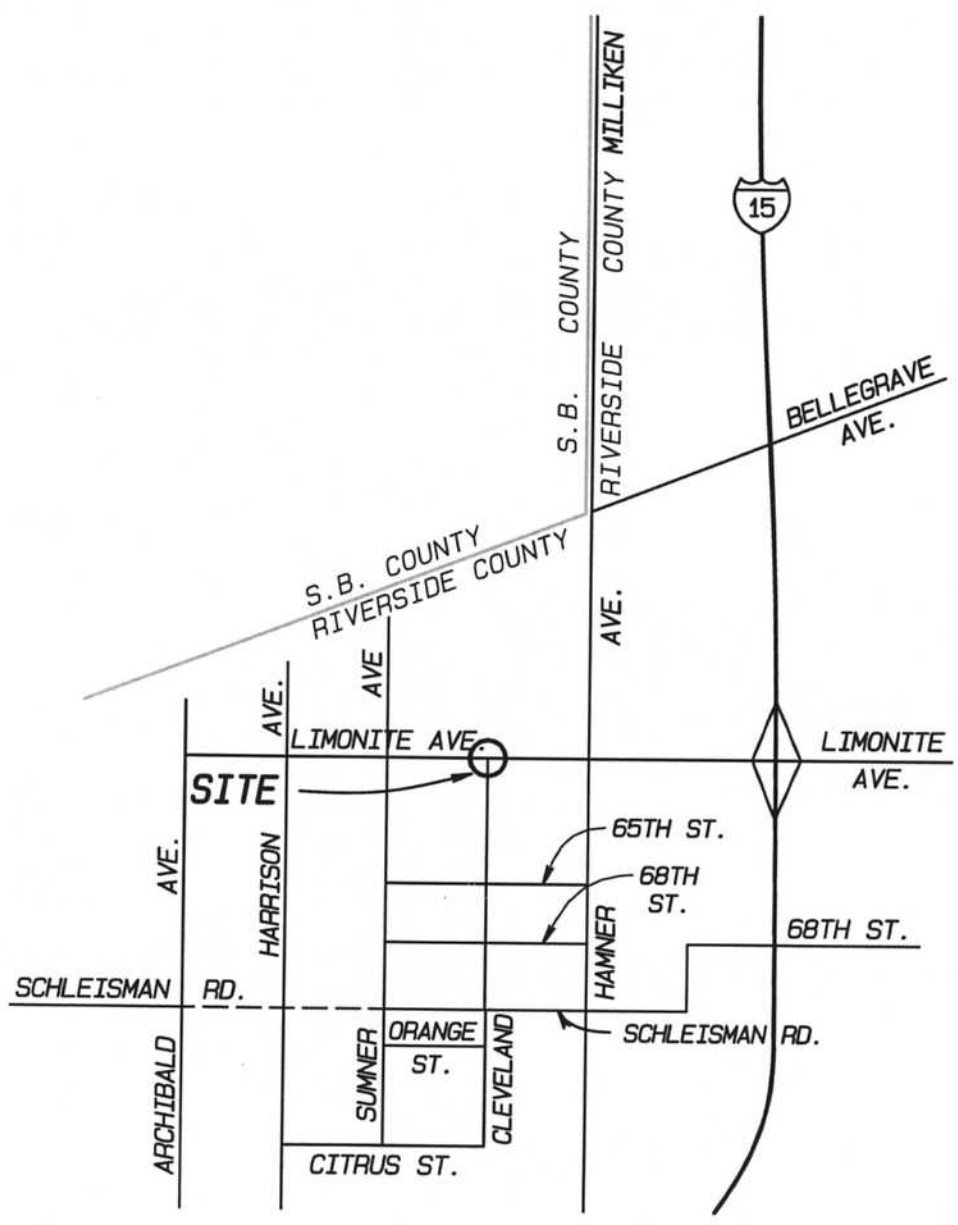 S.B. COUNTY
RIVERSIDE COUNTY
MILLIKEN
AVE.
15
BELLEGRAVE
AVE.
S.B. COUNTY
RIVERSIDE COUNTY
AVE.
AVE
LIMONITE AVE.
LIMONITE
AVE.
SITE
65TH ST.
68TH
ST.
68TH ST.
AVE.
HARRISON
HAMNER
SCHLEISMAN RD.
SCHLEISMAN RD.
ORANGE
ST.
SUMNER
CLEVELAND
ARCHIBALD
CITRUS ST.